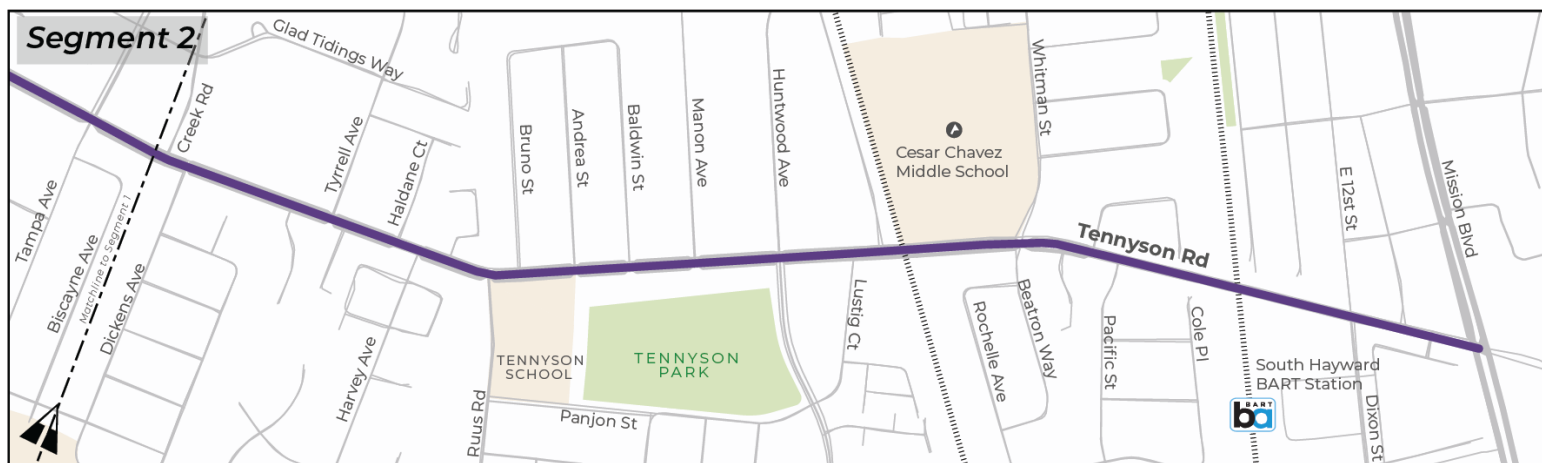 Segment 2
Glad Tidings Way
Creek Rd
Tyrrell Ave
Haldane Ct
Bruno St
Andrea St
Baldwin St
Manon Ave
Huntwood Ave
Whitman St
Cesar Chavez
Middle School
E 12st St
Mission Blvd
Tampa Ave
Biscayne Ave
Matchline to Segment 1
Dickens Ave
Tennyson Rd
Harvey Ave
Ruus Rd
TENNYSON
SCHOOL
TENNYSON
PARK
Panjon St
Lustig Ct
Rochelle Ave
Beatron Way
Pacific St
Cole Pl
South Hayward
BART Station
BART
ba
Dixon St